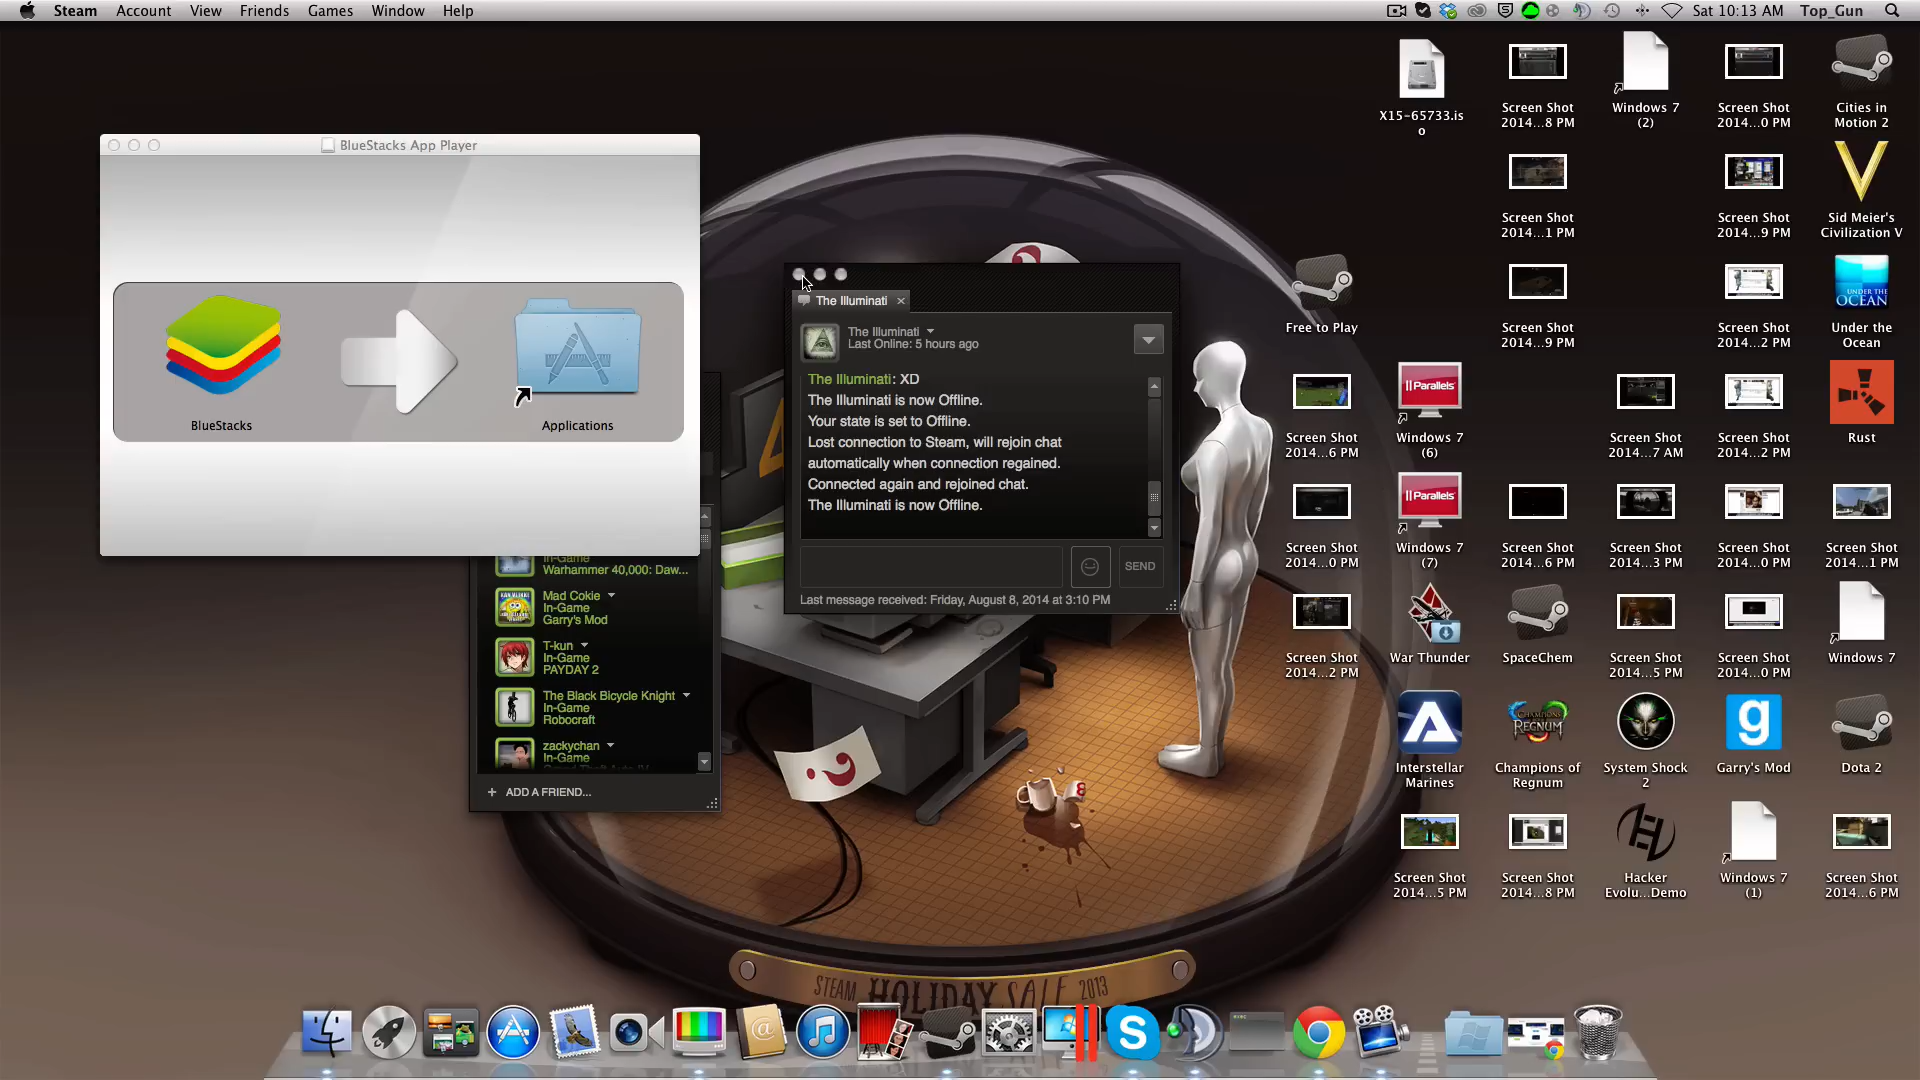 Steam Account View Friends Games Window Help
Sat 10:13 AM Top_Gun
BlueStacks App Player
BlueStacks
Applications
The Illuminati
The Illuminati
Last Online: 5 hours ago
The Illuminati: XD
The Illuminati is now Offline.
Your state is set to Offline.
Lost connection to Steam, will rejoin chat
automatically when connection regained.
Connected again and rejoined chat.
The Illuminati is now Offline.
SEND
Last message received: Friday, August 8, 2014 at 3:10 PM
In-Game
Warhammer 40,000: Daw...
Mad Cokie
In-Game
Garry's Mod
T-kun
In-Game
PAYDAY 2
The Black Bicycle Knight
In-Game
Robocraft
zackychan
In-Game
+ ADD A FRIEND...
X15-65733.is
o
Screen Shot
2014...8 PM
Windows 7
(2)
Screen Shot
2014...0 PM
Cities in
Motion 2
Screen Shot
2014...1 PM
Screen Shot
2014...9 PM
Sid Meier's
Civilization V
Free to Play
Screen Shot
2014...9 PM
Screen Shot
2014...2 PM
UNDER THE
OCEAN
Under the
Ocean
Screen Shot
2014...6 PM
Parallels
Windows 7
(6)
Screen Shot
2014...7 AM
Screen Shot
2014...2 PM
Rust
Screen Shot
2014...0 PM
Parallels
Windows 7
(7)
Screen Shot
2014...6 PM
Screen Shot
2014...3 PM
Screen Shot
2014...0 PM
Screen Shot
2014...1 PM
Screen Shot
2014...2 PM
War Thunder
SpaceChem
Screen Shot
2014...5 PM
Screen Shot
2014...0 PM
Windows 7
Interstellar
Marines
CHAMPIONS
OF
REGNUM
Champions of
Regnum
System Shock
2
g
Garry's Mod
Dota 2
Screen Shot
2014...5 PM
Screen Shot
2014...8 PM
Hacker
Evolu...Demo
Windows 7
(1)
Screen Shot
2014...6 PM
STEAM HOLIDAY SALE 2013